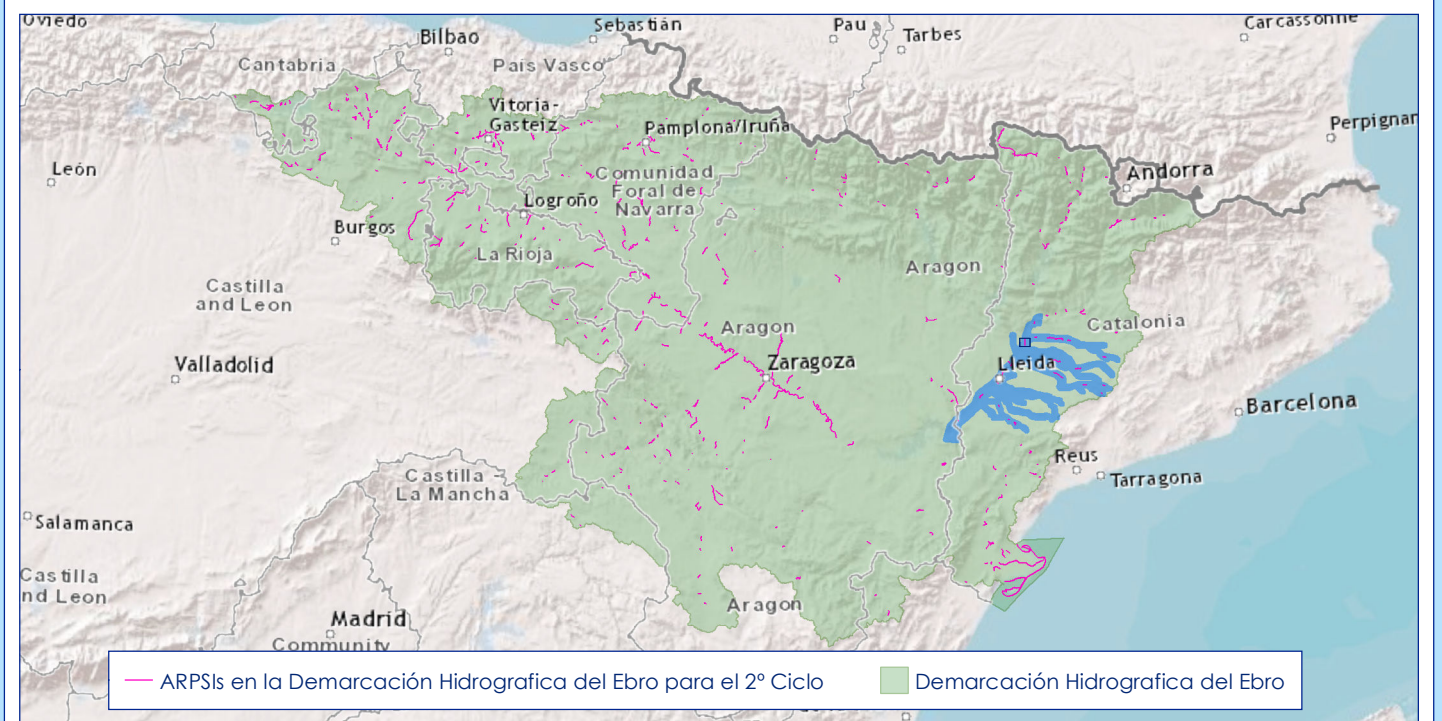 Oviedo
Sebastián
Pau
Carcassonne
Bilbao
Tarbes
Cantabria
Pais Vasco
Vitoria-
Gasteiz
Pamplona/Iruña
Perpignan
León
Comunidad
Foral de
Navarra
Andorra
Logroño
Burgos
La Rioja
Aragon
Castilla
and Leon
Aragon
Catalonia
Valladolid
Zaragoza
Lleida
Barcelona
Reus
Castilla
La Mancha
Tarragona
Salamanca
Castilla
nd Leon
Aragon
Madrid
Community
ARPSIs en la Demarcación Hidrografica del Ebro para el 2º Ciclo
Demarcación Hidrografica del Ebro